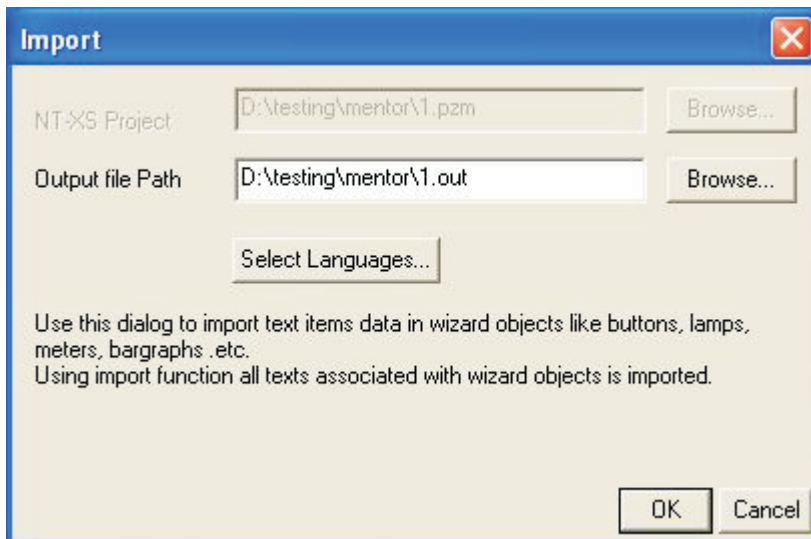 Import
NT-XS Project D:\testing\mentor\1.pzm Browse...
Output file Path D:\testing\mentor\1.out Browse...
Select Languages...
Use this dialog to import text items data in wizard objects like buttons, lamps,
meters, bargraphs .etc.
Using import function all texts associated with wizard objects is imported.
OK Cancel